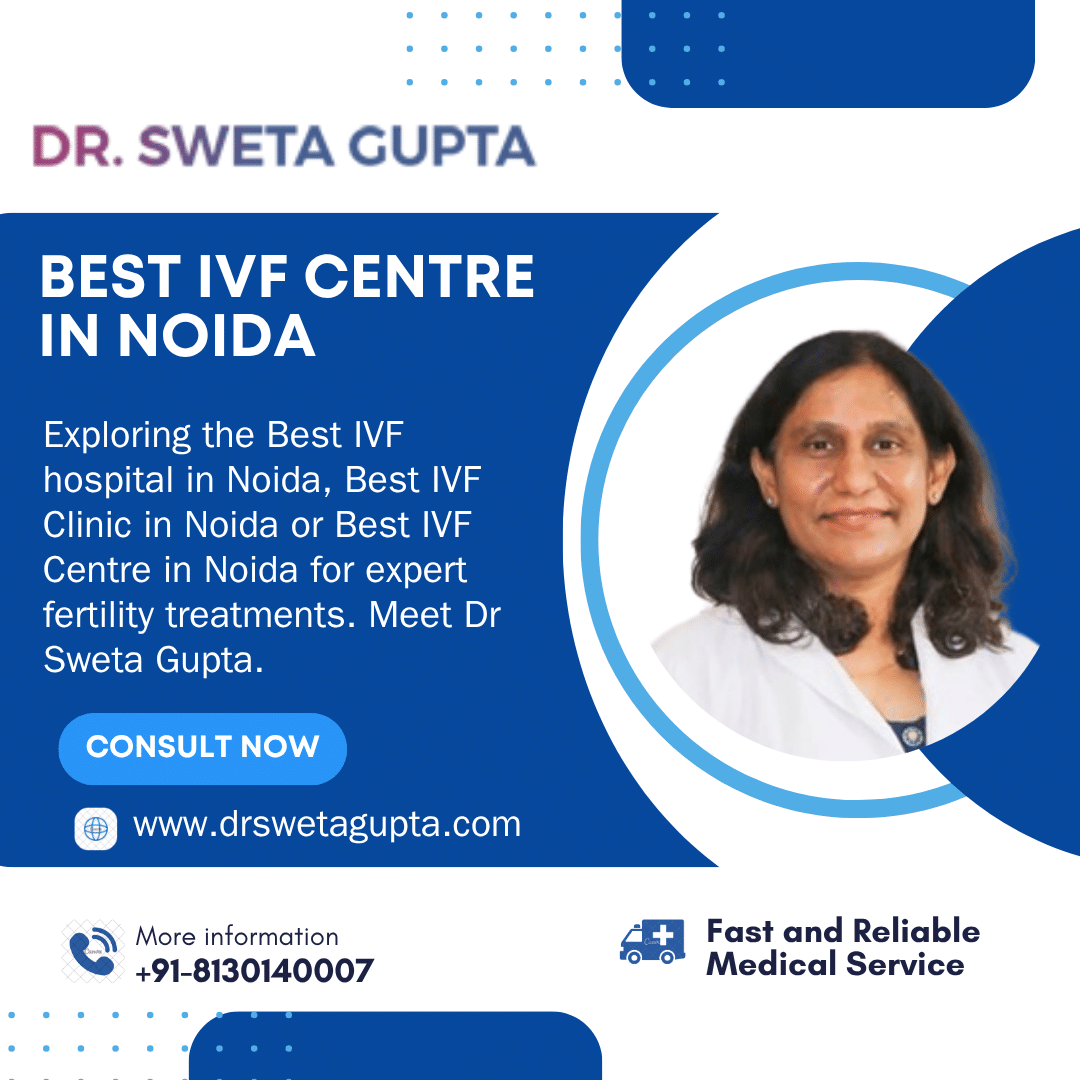 DR. SWETA GUPTA
BEST IVF CENTRE
IN NOIDA
Exploring the Best IVF
hospital in Noida, Best IVF
Clinic in Noida or Best IVF
Centre in Noida for expert
fertility treatments. Meet Dr
Sweta Gupta.
CONSULT NOW
www.drswetagupta.com
More information
+91-8130140007
Fast and Reliable
Medical Service